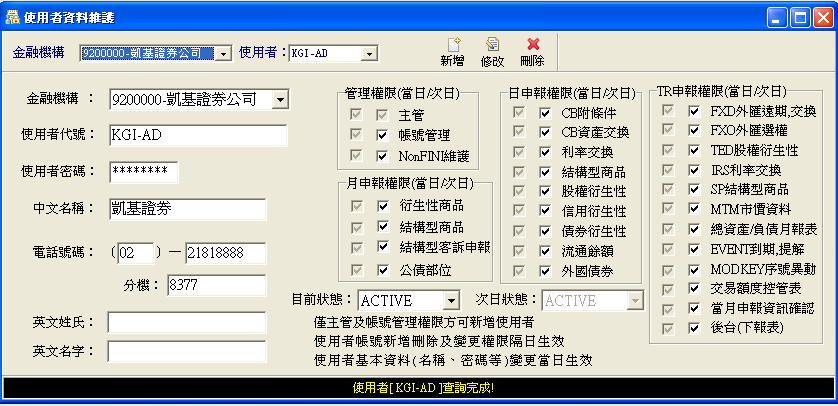 使用者資料維護
金融機構 9200000-凱基證券公司 使用者： KGI-AD 新增 修改 刪除
金融機構 ： 9200000-凱基證券公司
使用者代號： KGI-AD
使用者密碼： ********
中文名稱： 凱基證券
電話號碼： (02) － 21818888
分機： 8377
英文姓氏：
英文名字：
管理權限(當日/次日)
主管
帳號管理
NonFINI維護
月申報權限(當日/次日)
衍生性商品
結構型商品
結構型客訴申報
公債部位
日申報權限(當日/次日)
CB附條件
CB資產交換
利率交換
結構型商品
股權衍生性
信用衍生性
債券衍生性
流通餘額
外國債券
TR申報權限(當日/次日)
FXD外匯遠期,交換
FXO外匯選權
TED股權衍生性
IRS利率交換
SP結構型商品
MTM市價資料
總資產/負債月報表
EVENT到期,提解
MODKEY序號異動
交易額度控管表
當月申報資訊確認
後台(下報表)
目前狀態： ACTIVE 次日狀態： ACTIVE
僅主管及帳號管理權限方可新增使用者
使用者帳號新增刪除及變更權限隔日生效
使用者基本資料(名稱、密碼等)變更當日生效
使用者[ KGI-AD ]查詢完成!